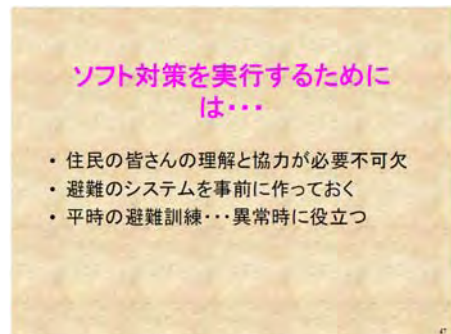 ソフト対策を実行するために
は・・・
• 住民の皆さんの理解と協力が必要不可欠
• 避難のシステムを事前に作っておく
• 平時の避難訓練・・・異常時に役立つ